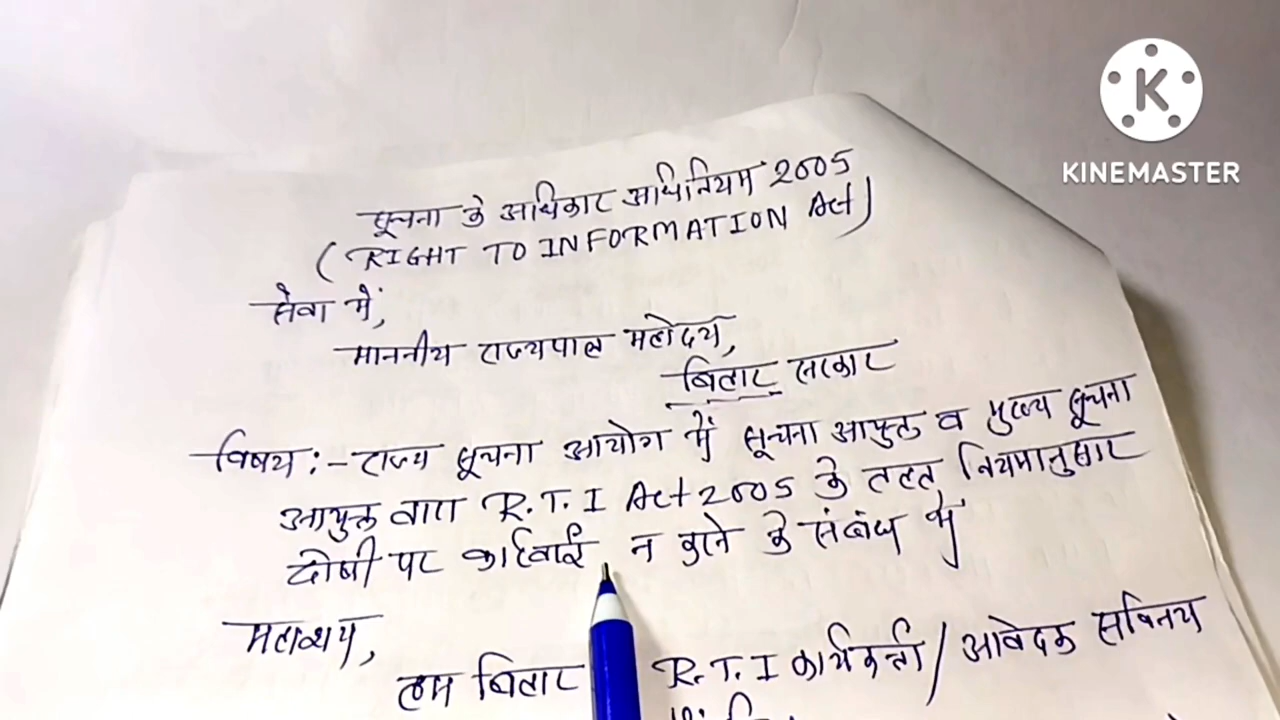 सूचना के अधिकार अधिनियम 2005
(RIGHT TO INFORMATION Act)
सेवा में,
माननीय राज्यपाल महोदय,
बिहार सरकार
विषय :- राज्य सूचना आयोग में सूचना आयुक्त व मुख्य सूचना
आयुक्त द्वारा R.T.I Act 2005 के तहत नियमानुसार
दोषी पर कार्रवाई न करने के संबंध में
महाशय,
हम बिहार R.T.I कार्यकर्ता / आवेदक सविनय
K
KINEMASTER